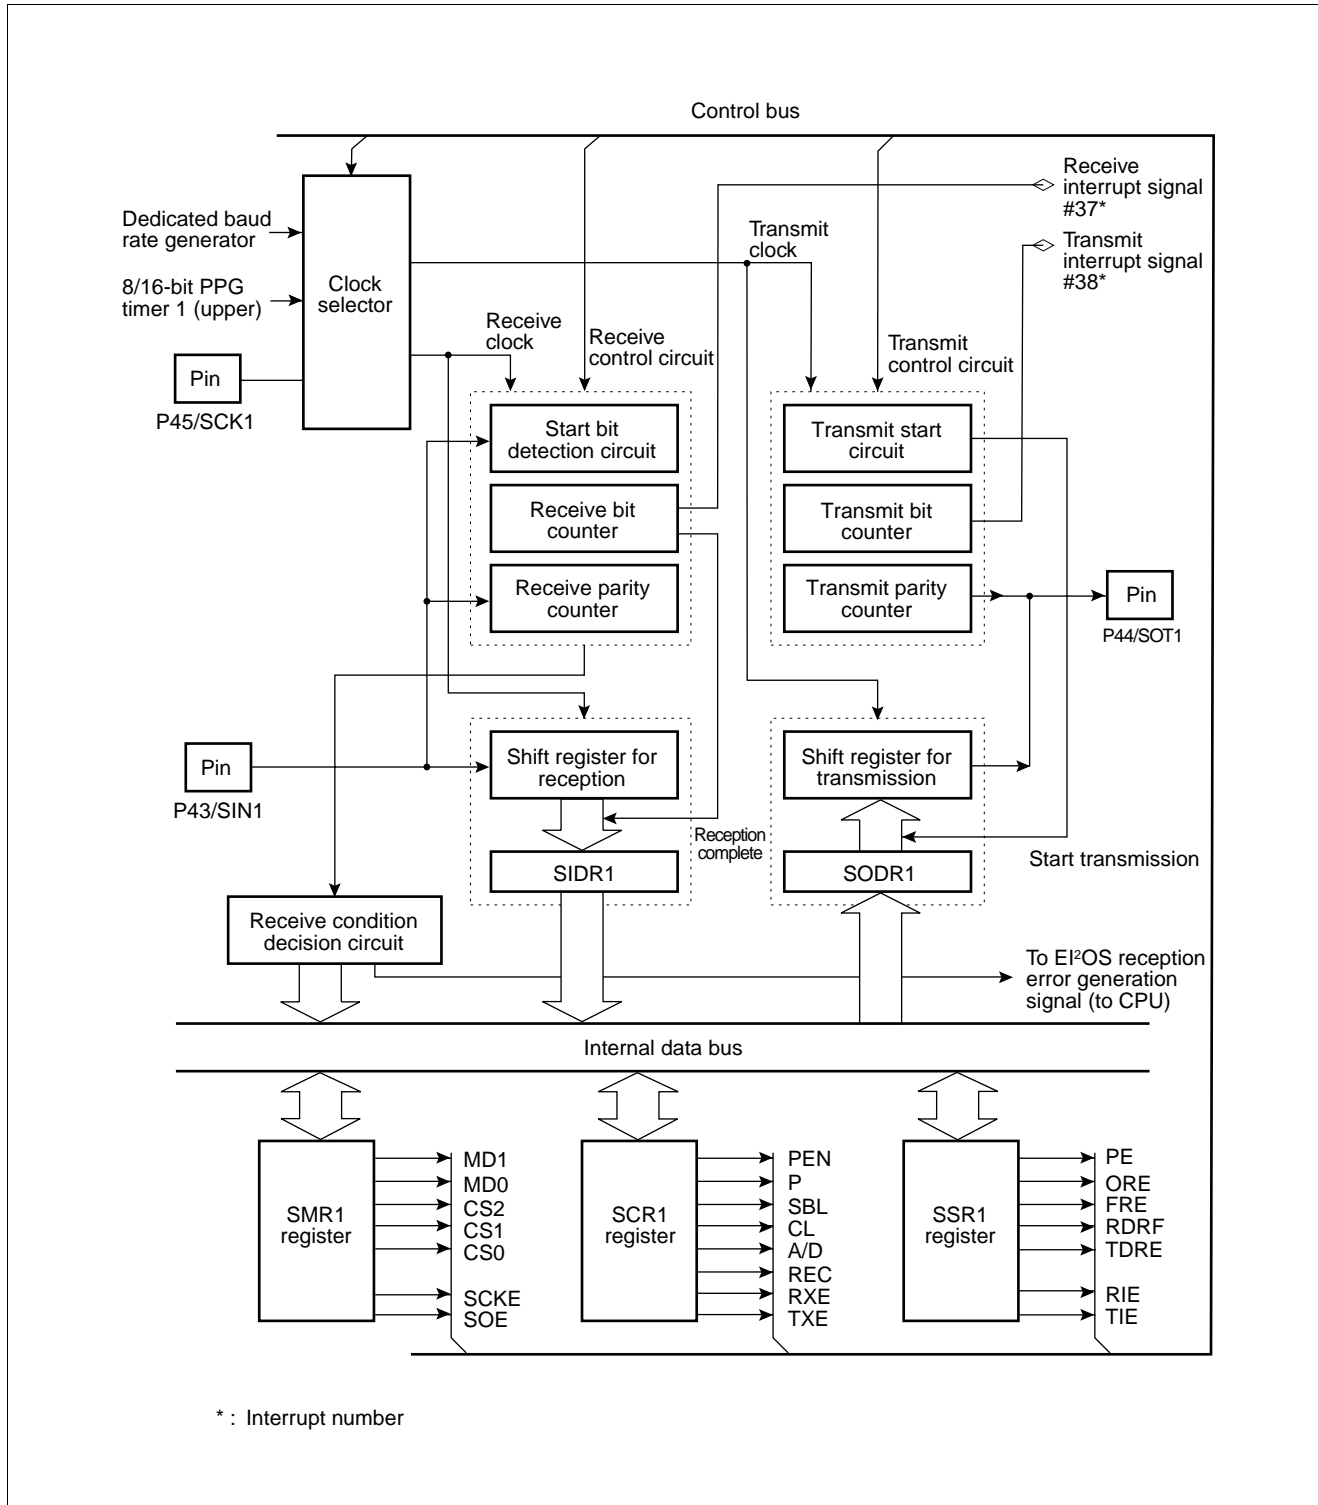 Control bus
Receive
interrupt signal
#37*
Dedicated baud
rate generator
Transmit
clock
Transmit
interrupt signal
#38*
8/16-bit PPG
timer 1 (upper)
Clock
selector
Receive
clock
Receive
control circuit
Transmit
control circuit
Pin
P45/SCK1
Start bit
detection circuit
Transmit start
circuit
Receive bit
counter
Transmit bit
counter
Receive parity
counter
Transmit parity
counter
Pin
P44/SOT1
Pin
P43/SIN1
Shift register for
reception
Shift register for
transmission
Reception
complete
Start transmission
SIDR1
SODR1
Receive condition
decision circuit
To EI²OS reception
error generation
signal (to CPU)
Internal data bus
SMR1
register
MD1
MD0
CS2
CS1
CS0
SCKE
SOE
SCR1
register
PEN
P
SBL
CL
A/D
REC
RXE
TXE
SSR1
register
PE
ORE
FRE
RDRF
TDRE
RIE
TIE
* : Interrupt number